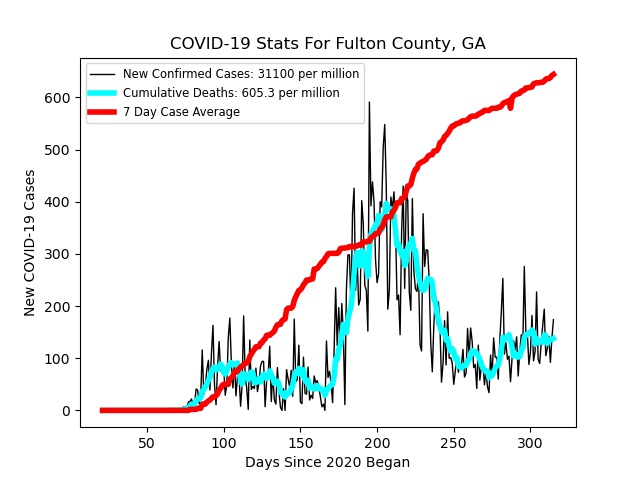 COVID-19 Stats For Fulton County, GA
New Confirmed Cases: 31100 per million
Cumulative Deaths: 605.3 per million
7 Day Case Average
New COVID-19 Cases
600
500
400
300
200
100
0
50 100 150 200 250 300
Days Since 2020 Began